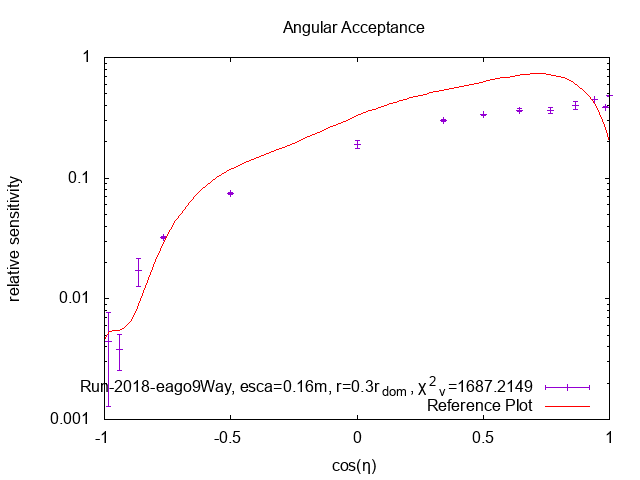 Angular Acceptance
1
0.1
0.01
0.001
relative sensitivity
Run-2018-eago9Way, esca=0.16m, r=0.3r_dom, χ²_ν=1687.2149
Reference Plot
-1 -0.5 0 0.5 1
cos(η)